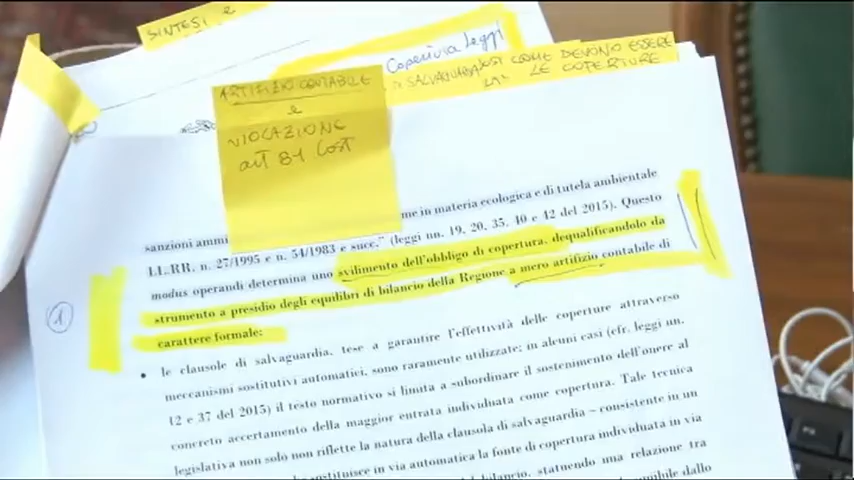 SINTESI e
Copertura leggi
SALVAGUARDA COSI COME DEVONO ESSERE
LE COPERTURE
ARTIFIZIO CONTABILE
e
VIOLAZIONE
art 81 Cost
sanzioni ammi me in materia ecologica e di tutela ambientale
LL.RR. n. 27/1995 e n. 54/1983 e succ.” (leggi nn. 19, 20, 35, 40 e 42 del 2015). Questo
modus operandi determina uno svilimento dell'obbligo di copertura, dequalificandolo da
strumento a presidio degli equilibri di bilancio della Regione a mero artifizio contabile di
carattere formale;
1
• le clausole di salvaguardia, tese a garantire l'effettività delle coperture attraverso
meccanismi sostitutivi automatici, sono raramente utilizzate; in alcuni casi (cfr. leggi nn.
12 e 37 del 2015) il testo normativo si limita a subordinare il sostenimento dell'onere al
concreto accertamento della maggior entrata individuata come copertura. Tale tecnica
legislativa non solo non riflette la natura della clausola di salvaguardia – consistente in un
sostituisce in via automatica la fonte di copertura individuata in via
bilancio, statuendo una relazione tra
dallo